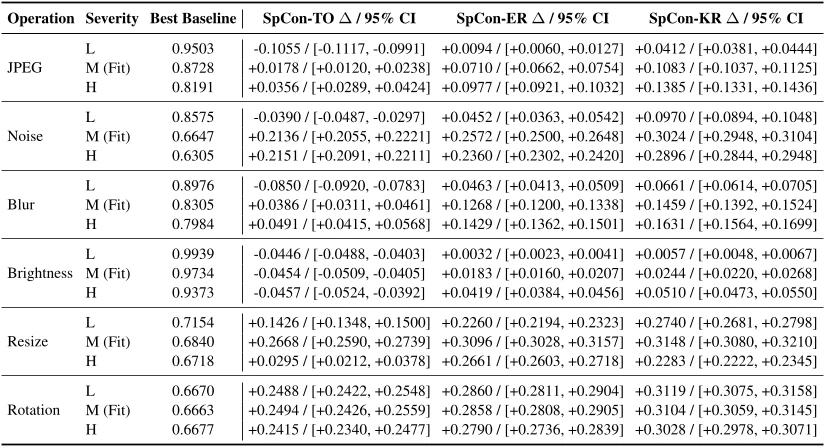 Operation Severity Best Baseline SpCon-TO Δ / 95% CI SpCon-ER Δ / 95% CI SpCon-KR Δ / 95% CI
L 0.9503 -0.1055 / [-0.1117, -0.0991] +0.0094 / [+0.0060, +0.0127] +0.0412 / [+0.0381, +0.0444]
JPEG M (Fit) 0.8728 +0.0178 / [+0.0120, +0.0238] +0.0710 / [+0.0662, +0.0754] +0.1083 / [+0.1037, +0.1125]
H 0.8191 +0.0356 / [+0.0289, +0.0424] +0.0977 / [+0.0921, +0.1032] +0.1385 / [+0.1331, +0.1436]
L 0.8575 -0.0390 / [-0.0487, -0.0297] +0.0452 / [+0.0363, +0.0542] +0.0970 / [+0.0894, +0.1048]
Noise M (Fit) 0.6647 +0.2136 / [+0.2055, +0.2221] +0.2572 / [+0.2500, +0.2648] +0.3024 / [+0.2948, +0.3104]
H 0.6305 +0.2151 / [+0.2091, +0.2211] +0.2360 / [+0.2302, +0.2420] +0.2896 / [+0.2844, +0.2948]
L 0.8976 -0.0850 / [-0.0920, -0.0783] +0.0463 / [+0.0413, +0.0509] +0.0661 / [+0.0614, +0.0705]
Blur M (Fit) 0.8305 +0.0386 / [+0.0311, +0.0461] +0.1268 / [+0.1200, +0.1338] +0.1459 / [+0.1392, +0.1524]
H 0.7984 +0.0491 / [+0.0415, +0.0568] +0.1429 / [+0.1362, +0.1501] +0.1631 / [+0.1564, +0.1699]
L 0.9939 -0.0446 / [-0.0488, -0.0403] +0.0032 / [+0.0023, +0.0041] +0.0057 / [+0.0048, +0.0067]
Brightness M (Fit) 0.9734 -0.0454 / [-0.0509, -0.0405] +0.0183 / [+0.0160, +0.0207] +0.0244 / [+0.0220, +0.0268]
H 0.9373 -0.0457 / [-0.0524, -0.0392] +0.0419 / [+0.0384, +0.0456] +0.0510 / [+0.0473, +0.0550]
L 0.7154 +0.1426 / [+0.1348, +0.1500] +0.2260 / [+0.2194, +0.2323] +0.2740 / [+0.2681, +0.2798]
Resize M (Fit) 0.6840 +0.2668 / [+0.2590, +0.2739] +0.3096 / [+0.3028, +0.3157] +0.3148 / [+0.3080, +0.3210]
H 0.6718 +0.0295 / [+0.0212, +0.0378] +0.2661 / [+0.2603, +0.2718] +0.2283 / [+0.2222, +0.2345]
L 0.6670 +0.2488 / [+0.2422, +0.2548] +0.2860 / [+0.2811, +0.2904] +0.3119 / [+0.3075, +0.3158]
Rotation M (Fit) 0.6663 +0.2494 / [+0.2426, +0.2559] +0.2858 / [+0.2808, +0.2905] +0.3104 / [+0.3059, +0.3145]
H 0.6677 +0.2415 / [+0.2340, +0.2477] +0.2790 / [+0.2736, +0.2839] +0.3028 / [+0.2978, +0.3071]